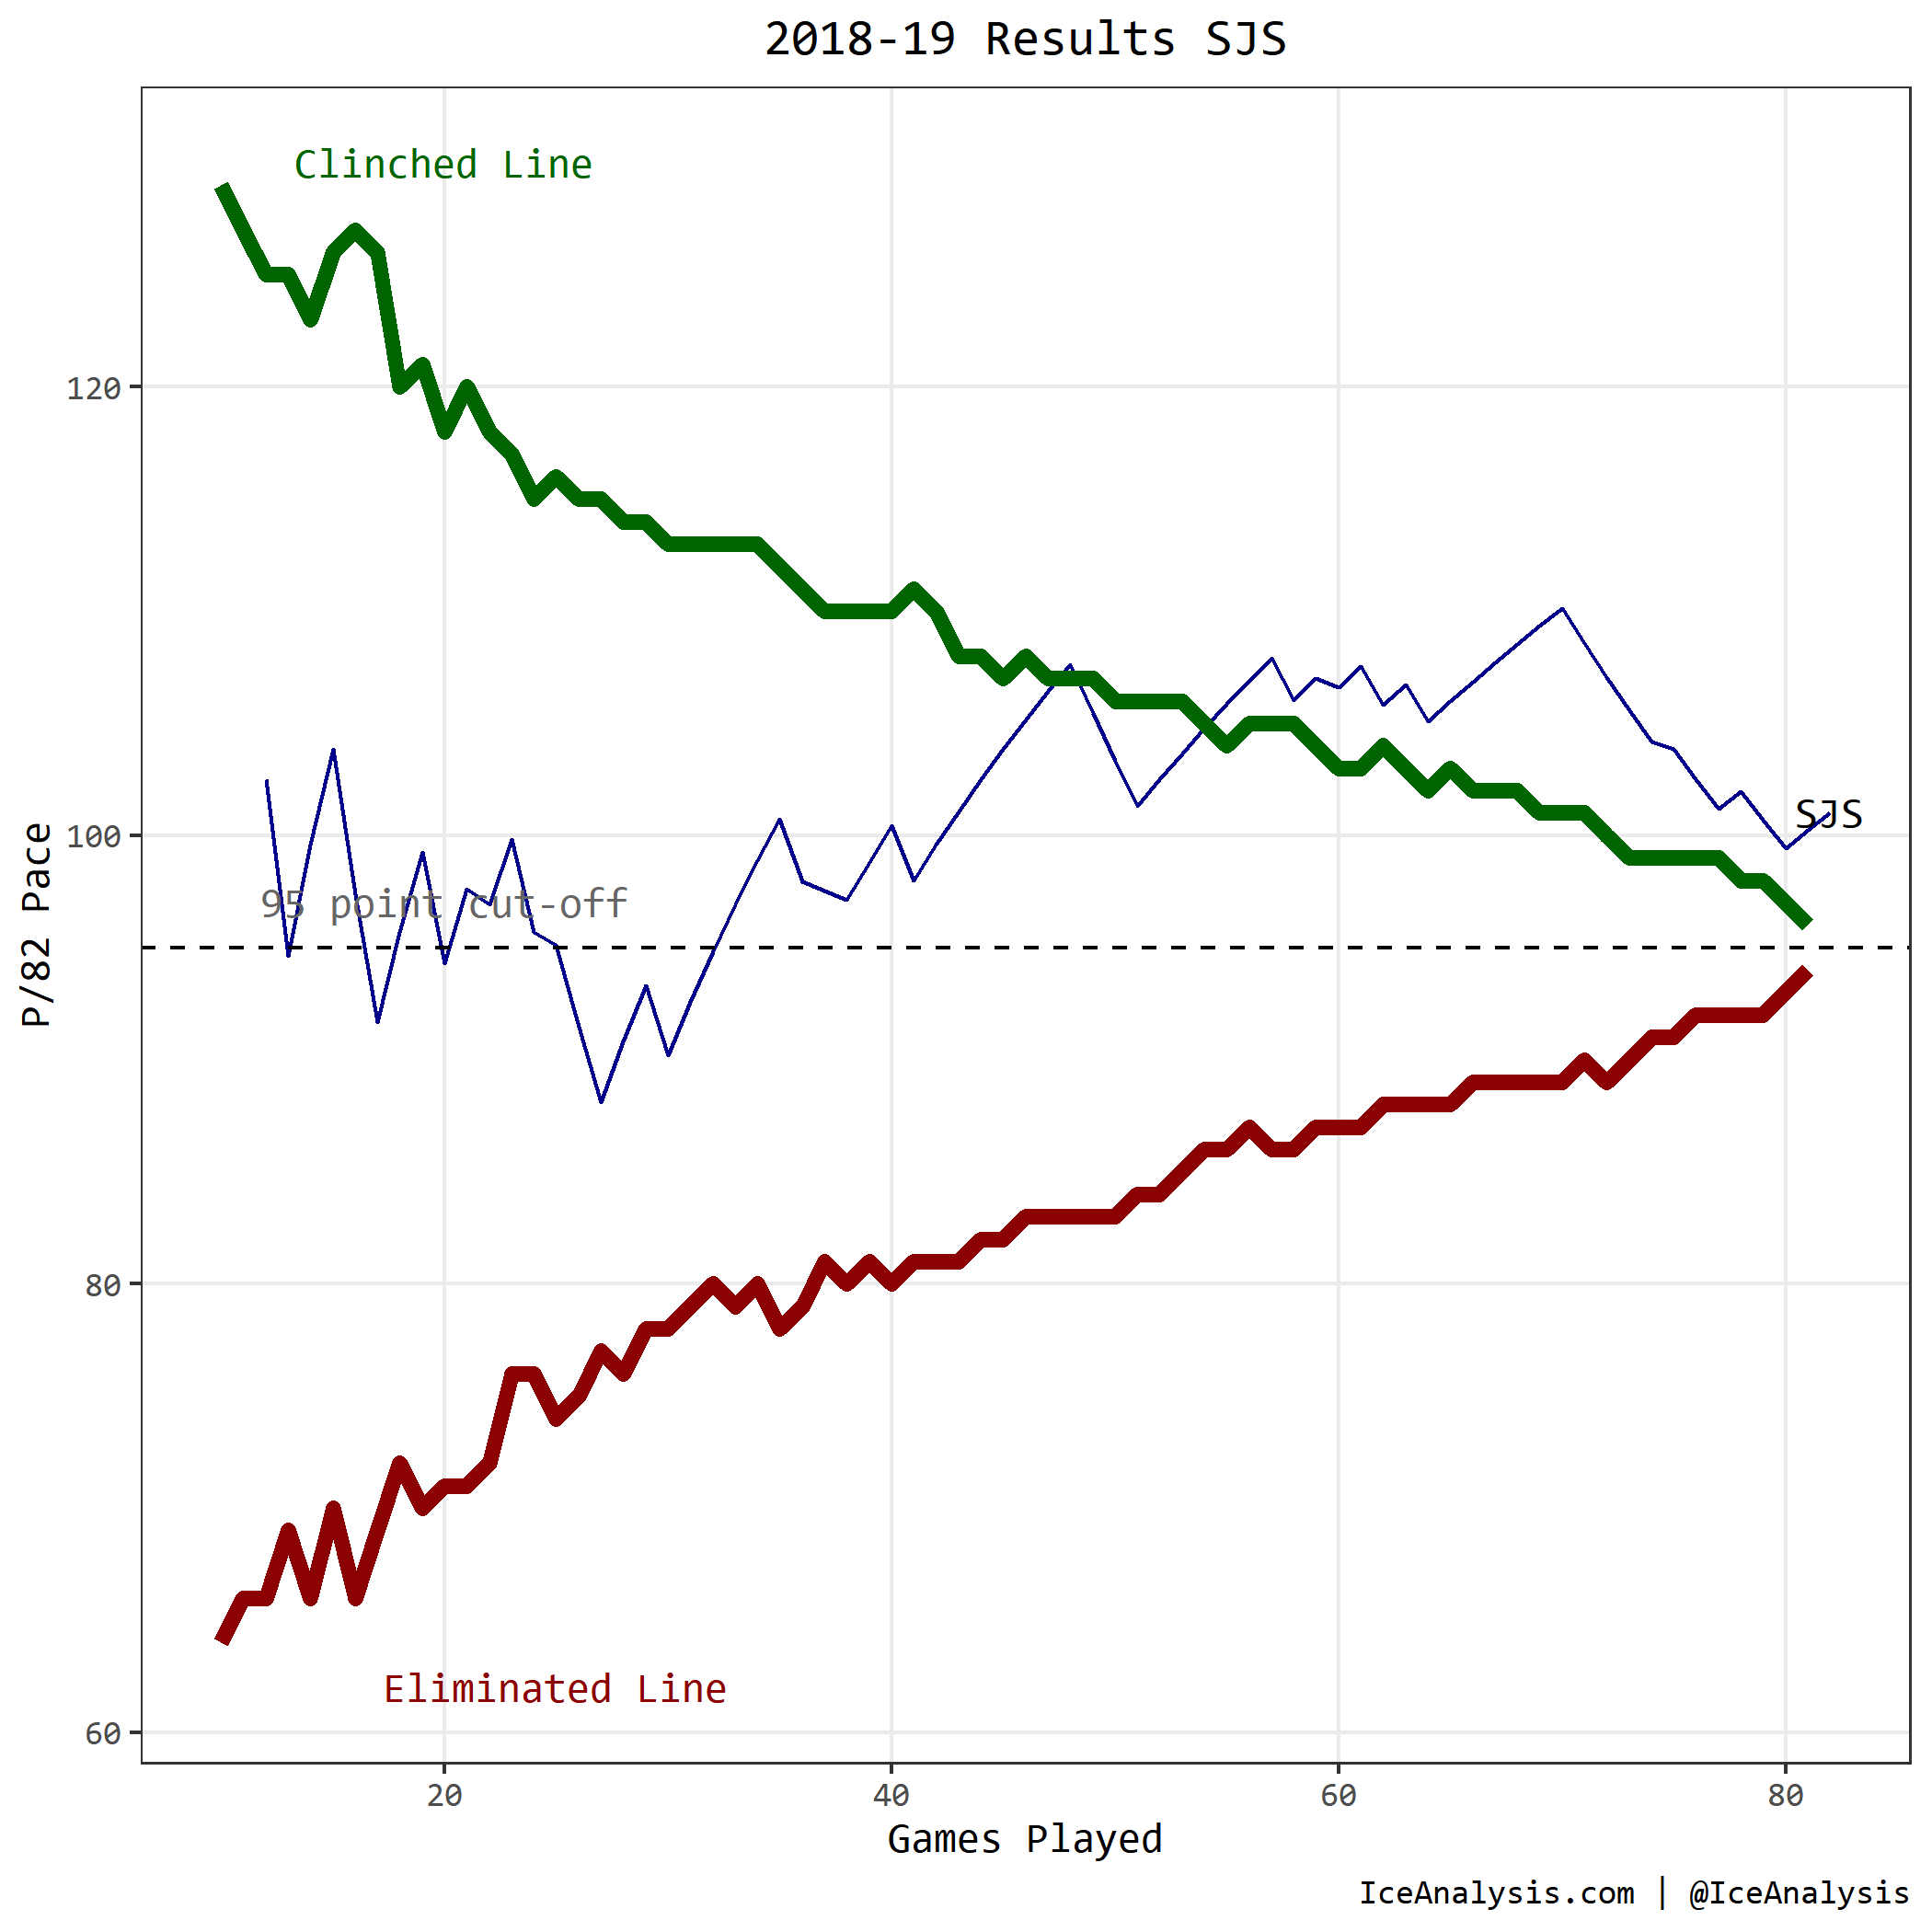 2018-19 Results SJS
Clinched Line
120
SJS
100
95 point cut-off
P/82 Pace
80
Eliminated Line
60
20 40 60 80
Games Played
IceAnalysis.com | @IceAnalysis